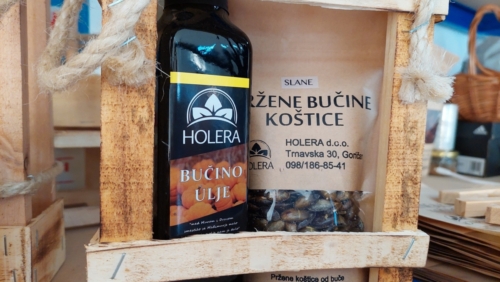 HOLERA
BUČINO
ULJE
SLANE
RŽENE BUČINE
KOŠTICE
HOLERA d.o.o.
Trnavska 30, Goriča
098/186-85-41
HOLERA
Pržene koštice od buče